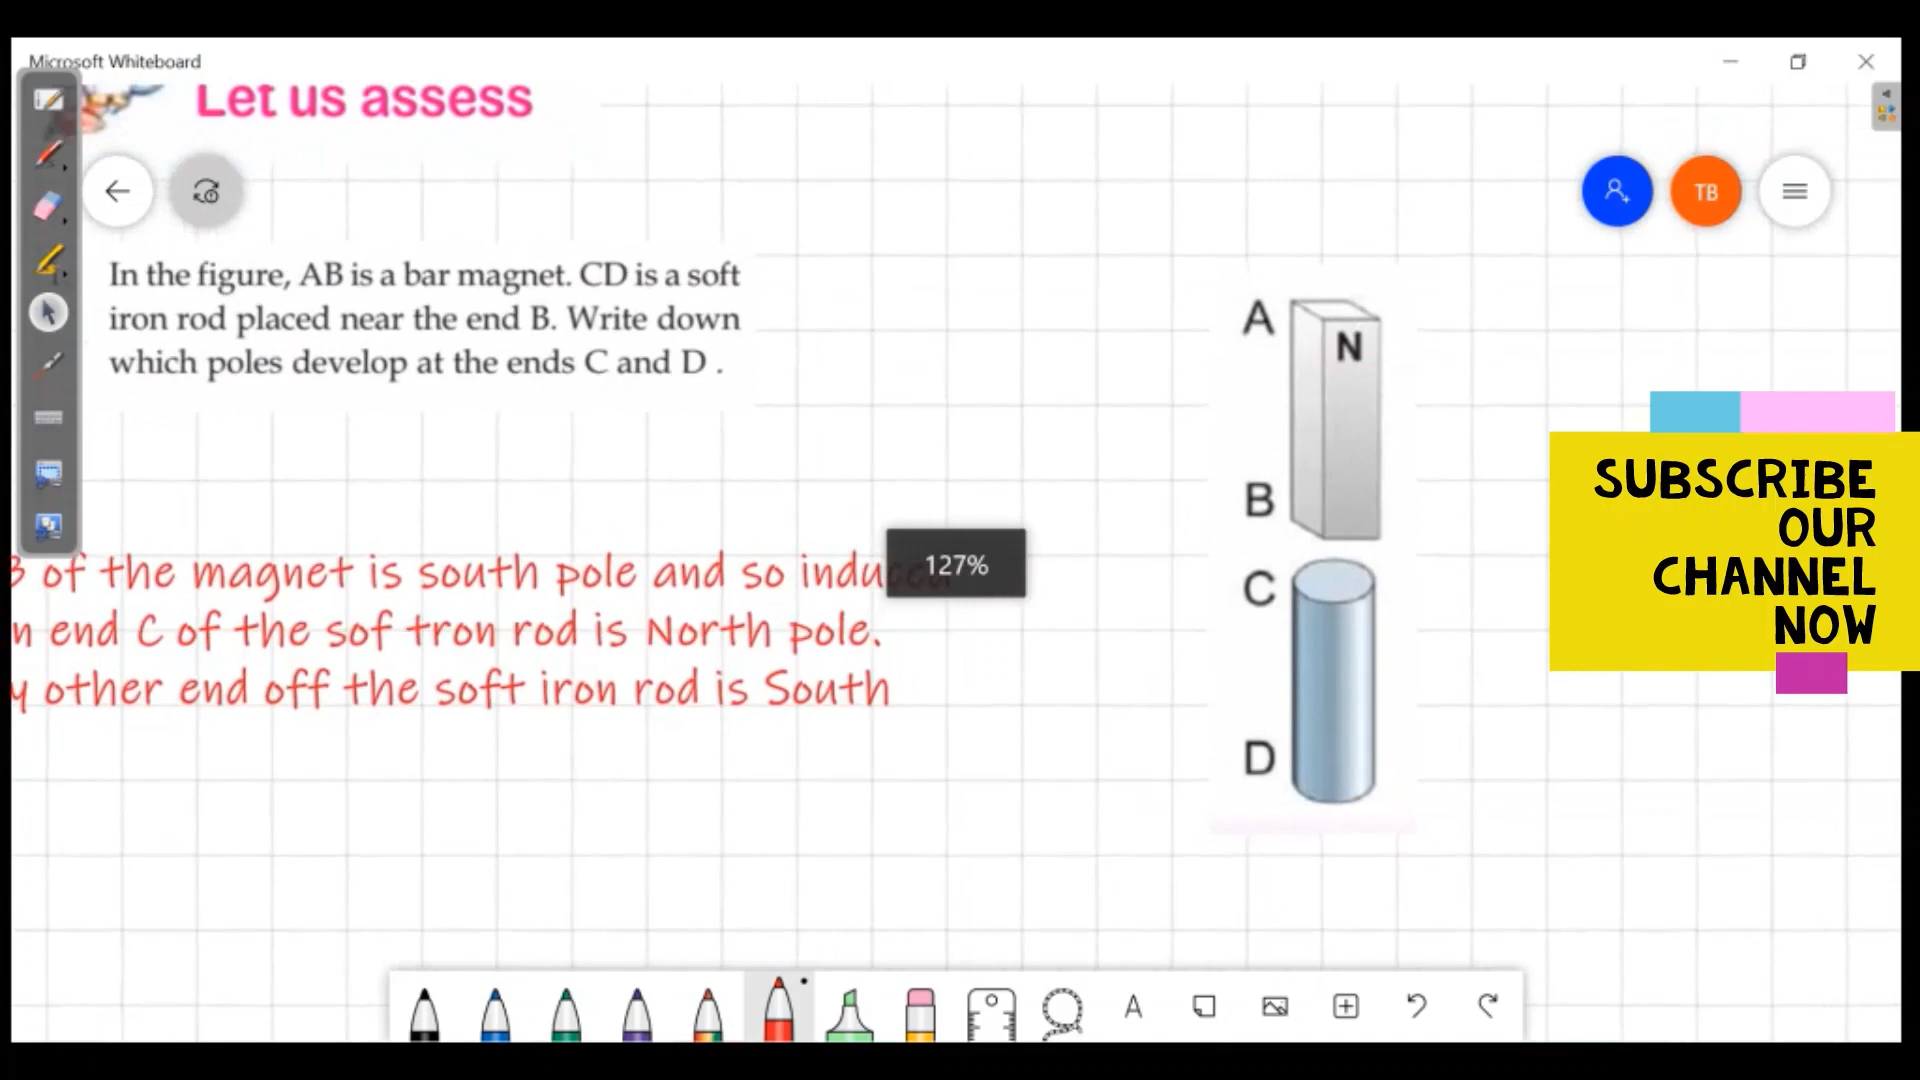 Microsoft Whiteboard
Let us assess
TB
In the figure, AB is a bar magnet. CD is a soft
iron rod placed near the end B. Write down
which poles develop at the ends C and D .
A
N
B
C
D
127%
B of the magnet is south pole and so induced
n end C of the sof tron rod is North pole.
y other end off the soft iron rod is South
SUBSCRIBE
OUR
CHANNEL
NOW
A